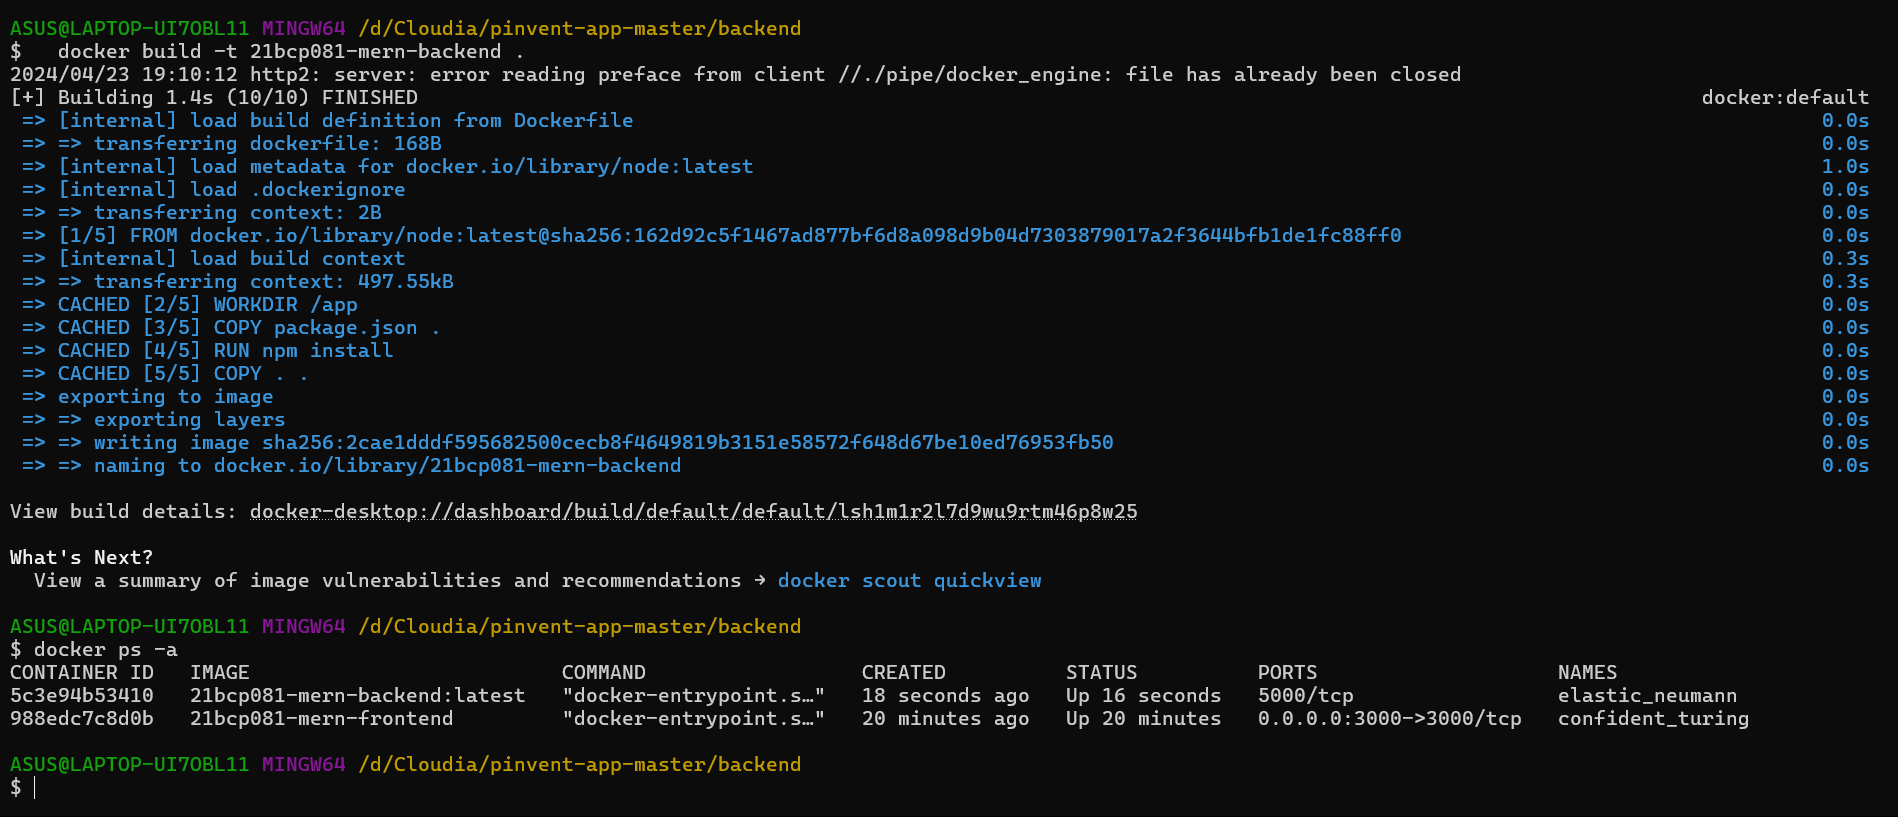 ASUS@LAPTOP-UI7OBL11 MINGW64 /d/Cloudia/pinvent-app-master/backend
$   docker build -t 21bcp081-mern-backend .
2024/04/23 19:10:12 http2: server: error reading preface from client //./pipe/docker_engine: file has already been closed
[+] Building 1.4s (10/10) FINISHED docker:default
=> [internal] load build definition from Dockerfile 0.0s
=> => transferring dockerfile: 168B 0.0s
=> [internal] load metadata for docker.io/library/node:latest 1.0s
=> [internal] load .dockerignore 0.0s
=> => transferring context: 2B 0.0s
=> [1/5] FROM docker.io/library/node:latest@sha256:162d92c5f1467ad877bf6d8a098d9b04d7303879017a2f3644bfb1de1fc88ff0 0.0s
=> [internal] load build context 0.3s
=> => transferring context: 497.55kB 0.3s
=> CACHED [2/5] WORKDIR /app 0.0s
=> CACHED [3/5] COPY package.json . 0.0s
=> CACHED [4/5] RUN npm install 0.0s
=> CACHED [5/5] COPY . . 0.0s
=> exporting to image 0.0s
=> => exporting layers 0.0s
=> => writing image sha256:2cae1dddf595682500cecb8f4649819b3151e58572f648d67be10ed76953fb50 0.0s
=> => naming to docker.io/library/21bcp081-mern-backend 0.0s
View build details: docker-desktop://dashboard/build/default/default/lsh1m1r2l7d9wu9rtm46p8w25
What's Next?
View a summary of image vulnerabilities and recommendations → docker scout quickview
ASUS@LAPTOP-UI7OBL11 MINGW64 /d/Cloudia/pinvent-app-master/backend
$ docker ps -a
CONTAINER ID   IMAGE   COMMAND   CREATED   STATUS   PORTS   NAMES
5c3e94b53410   21bcp081-mern-backend:latest   "docker-entrypoint.s…"   18 seconds ago   Up 16 seconds   5000/tcp   elastic_neumann
988edc7c8d0b   21bcp081-mern-frontend   "docker-entrypoint.s…"   20 minutes ago   Up 20 minutes   0.0.0.0:3000->3000/tcp   confident_turing
ASUS@LAPTOP-UI7OBL11 MINGW64 /d/Cloudia/pinvent-app-master/backend
$